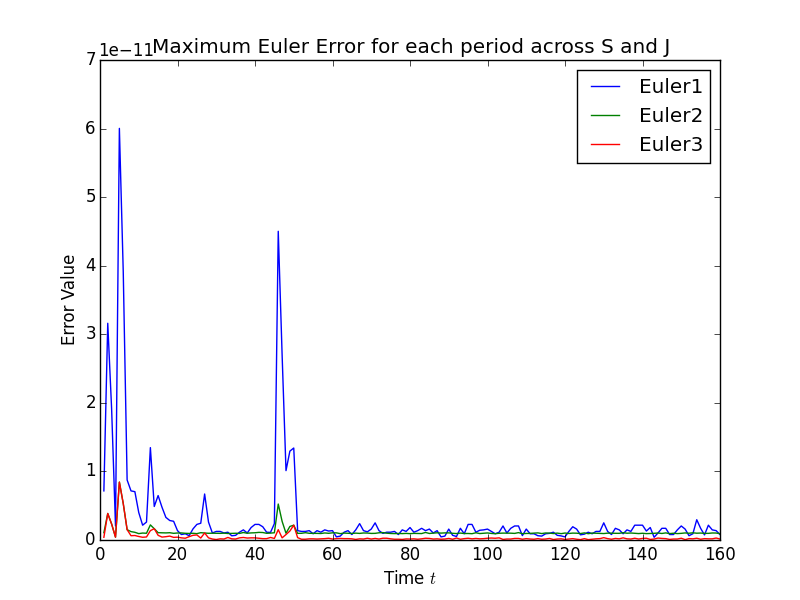 Maximum Euler Error for each period across S and J
1e−11
7
6
5
4
3
2
1
0
Error Value
Euler1
Euler2
Euler3
0 20 40 60 80 100 120 140 160
Time t